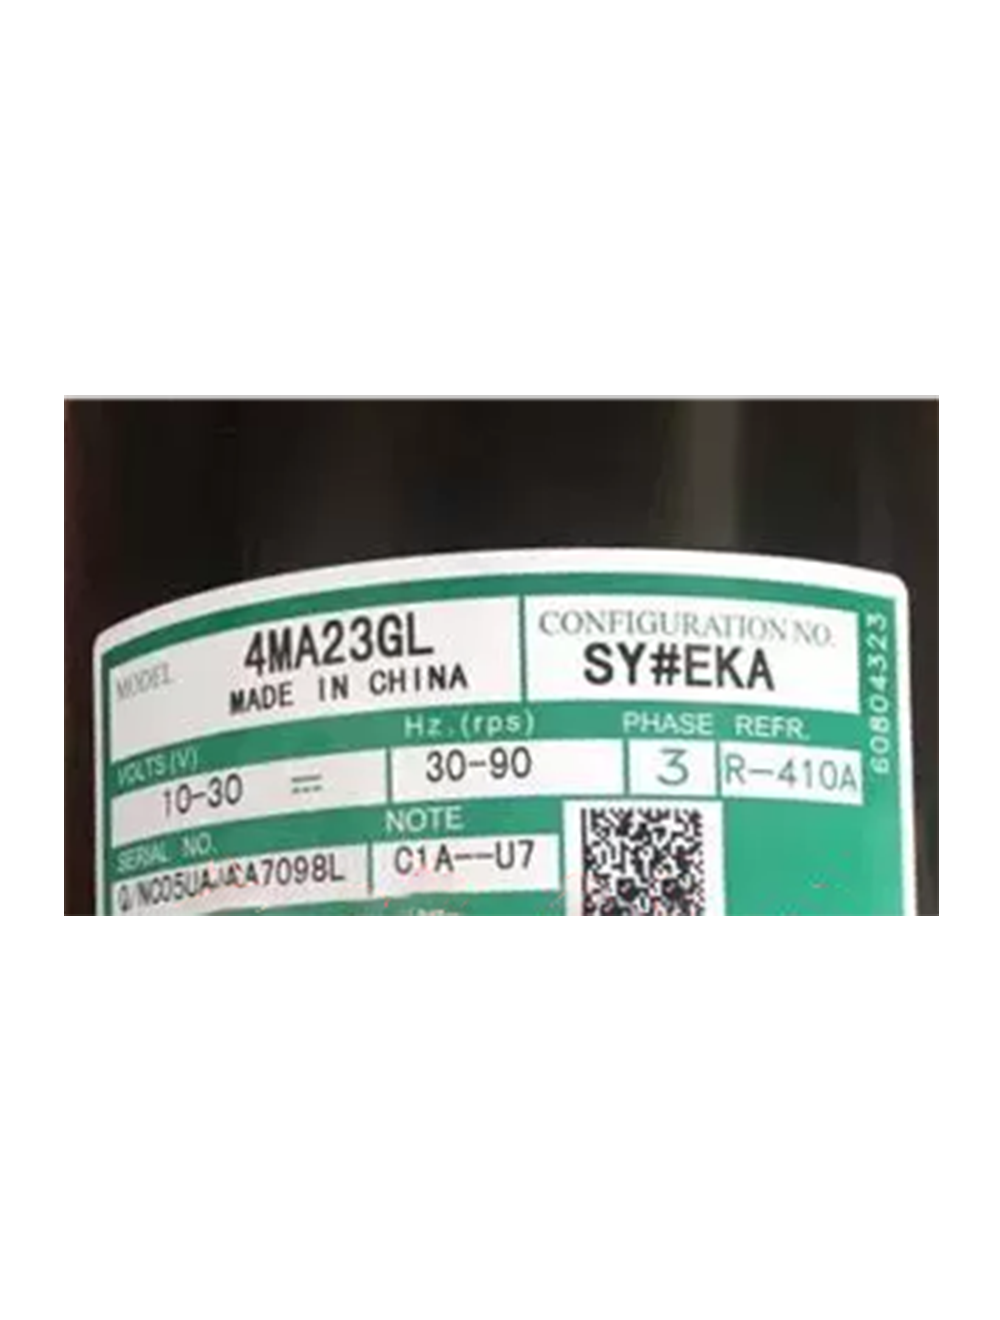 MODEL 4MA23GL
MADE IN CHINA
CONFIGURATION NO.
SY#EKA
60804323
VOLTS (V)
10-30 ⎓
Hz.(rps)
30-90
PHASE
3
REFR.
R-410A
SERIAL NO.
NOTE
C1A--U7